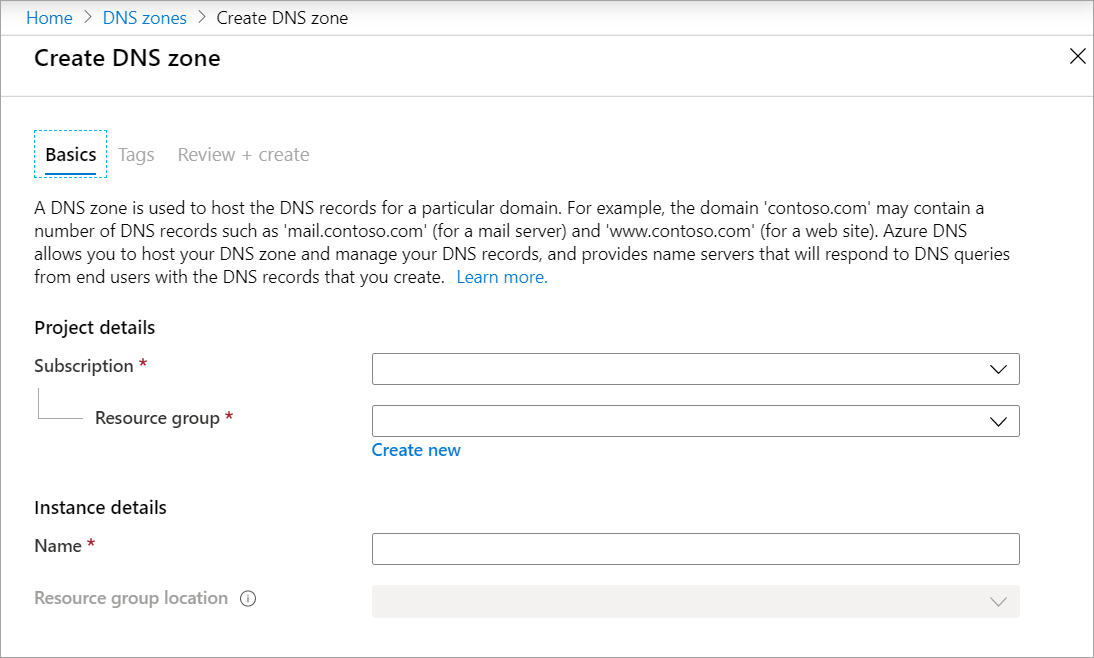 Home > DNS zones > Create DNS zone
Create DNS zone
Basics Tags Review + create
A DNS zone is used to host the DNS records for a particular domain. For example, the domain 'contoso.com' may contain a
number of DNS records such as 'mail.contoso.com' (for a mail server) and 'www.contoso.com' (for a web site). Azure DNS
allows you to host your DNS zone and manage your DNS records, and provides name servers that will respond to DNS queries
from end users with the DNS records that you create. Learn more.
Project details
Subscription *
Resource group *
Create new
Instance details
Name *
Resource group location